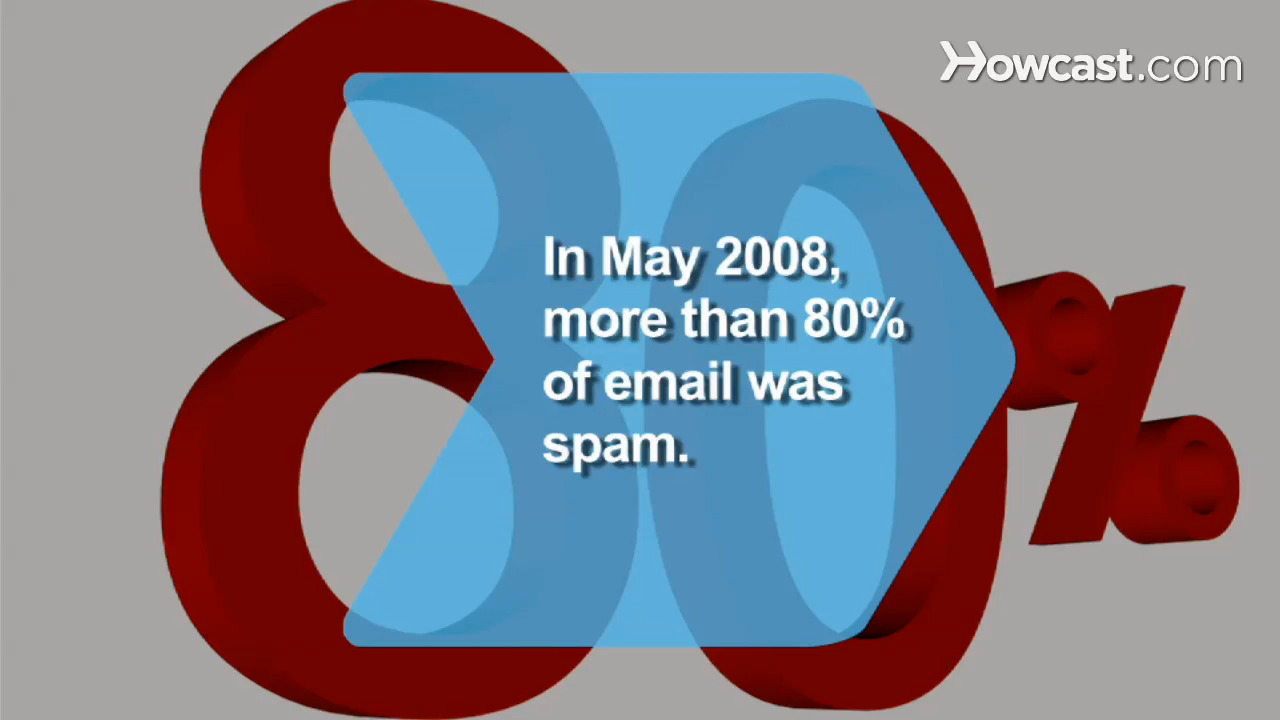 Howcast.com
80%
In May 2008,
more than 80%
of email was
spam.